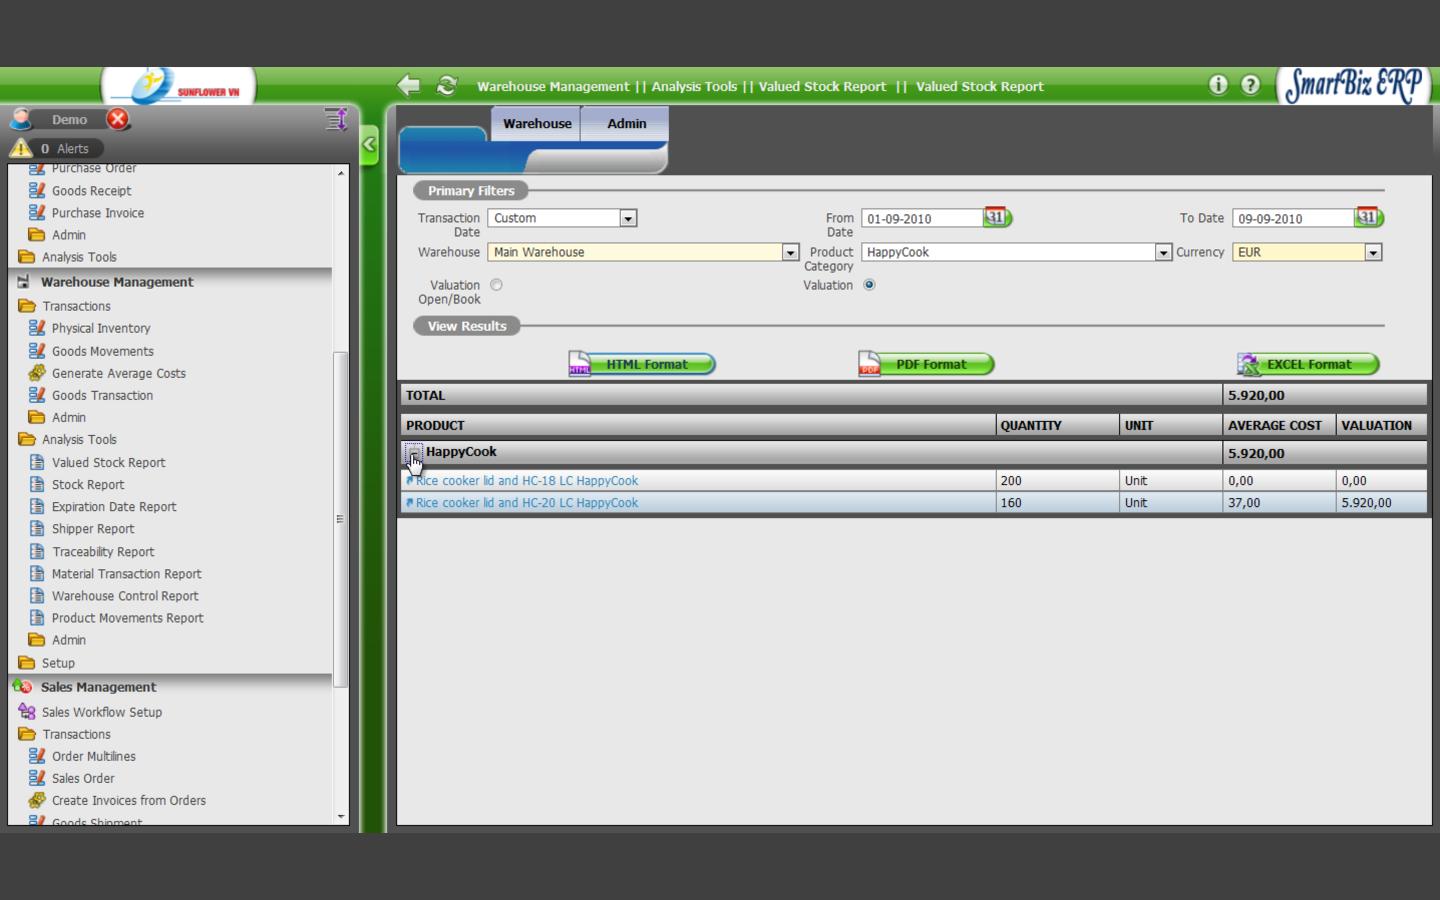 SUNFLOWER VN
Warehouse Management || Analysis Tools || Valued Stock Report || Valued Stock Report
SmartBiz ERP
Demo
0 Alerts
Purchase Order
Goods Receipt
Purchase Invoice
Admin
Analysis Tools
Warehouse Management
Transactions
Physical Inventory
Goods Movements
Generate Average Costs
Goods Transaction
Admin
Analysis Tools
Valued Stock Report
Stock Report
Expiration Date Report
Shipper Report
Traceability Report
Material Transaction Report
Warehouse Control Report
Product Movements Report
Admin
Setup
Sales Management
Sales Workflow Setup
Transactions
Order Multilines
Sales Order
Create Invoices from Orders
Goods Shipment
Warehouse Admin
Primary Filters
Transaction Date Custom From Date 01-09-2010 31 To Date 09-09-2010 31
Warehouse Main Warehouse Product Category HappyCook Currency EUR
Valuation Open/Book Valuation
View Results
HTML HTML Format PDF PDF Format EXCEL Format
TOTAL 5.920,00
PRODUCT QUANTITY UNIT AVERAGE COST VALUATION
HappyCook 5.920,00
Rice cooker lid and HC-18 LC HappyCook 200 Unit 0,00 0,00
Rice cooker lid and HC-20 LC HappyCook 160 Unit 37,00 5.920,00